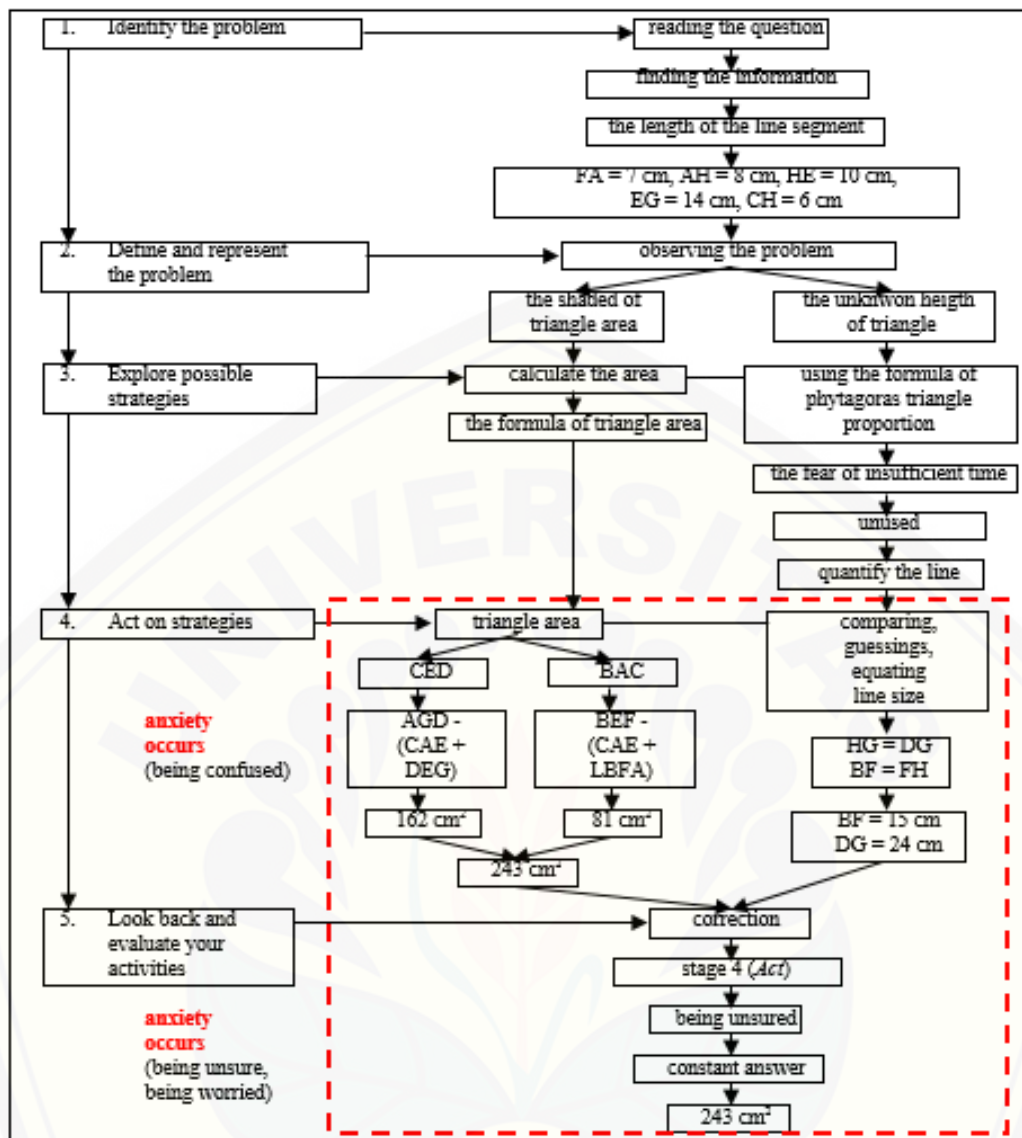 1. Identify the problem
reading the question
finding the information
the length of the line segment
FA = 7 cm, AH = 8 cm, HE = 10 cm,
EG = 14 cm, CH = 6 cm
2. Define and represent
the problem
observing the problem
the shaded of
triangle area
the unknwon heigth
of triangle
3. Explore possible
strategies
calculate the area
using the formula of
phytagoras triangle
proportion
the formula of triangle area
the fear of insufficient time
unused
quantify the line
4. Act on strategies
triangle area
comparing,
guessings,
equating
line size
CED
BAC
anxiety
occurs
(being confused)
AGD -
(CAE +
DEG)
BEF -
(CAE +
LBFA)
HG = DG
BF = FH
162 cm²
81 cm²
BF = 15 cm
DG = 24 cm
243 cm²
5. Look back and
evaluate your
activities
correction
stage 4 (Act)
anxiety
occurs
(being unsure,
being worried)
being unsured
constant answer
243 cm²
UNIVERSITAS